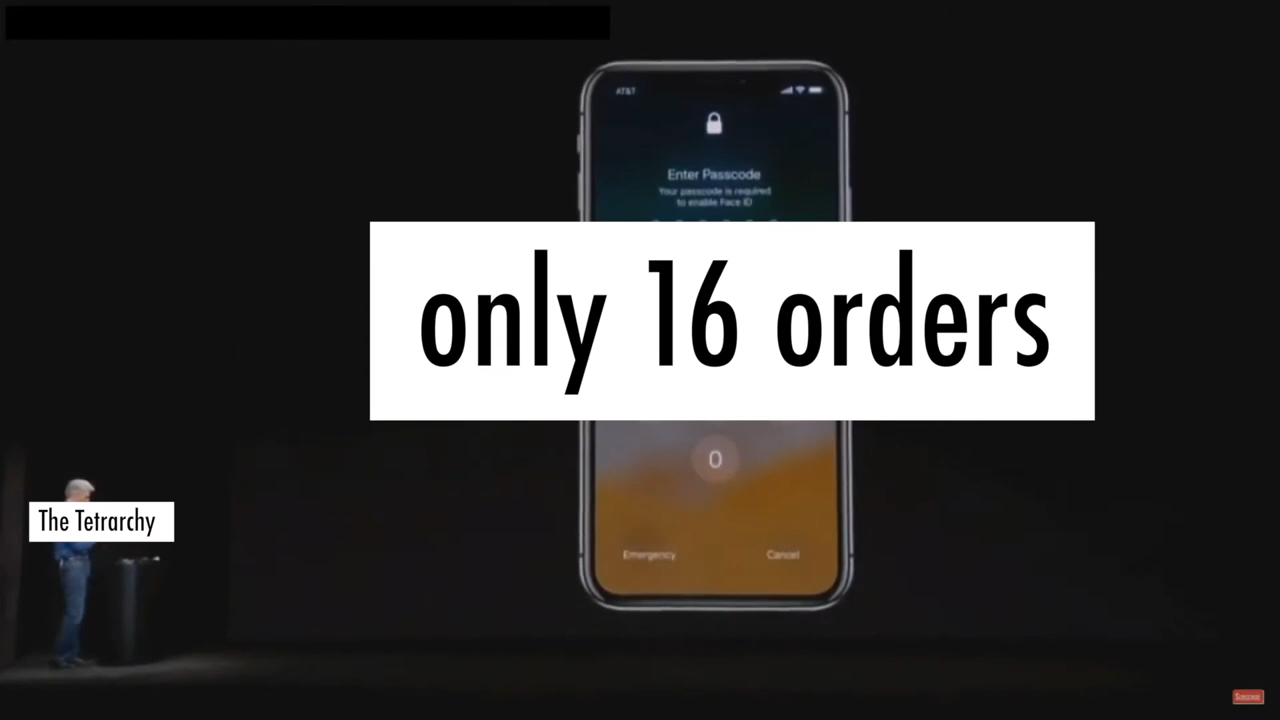 AT&T
Enter Passcode
Your passcode is required
to enable Face ID
only 16 orders
0
The Tetrarchy
Emergency
Cancel
Subscribe